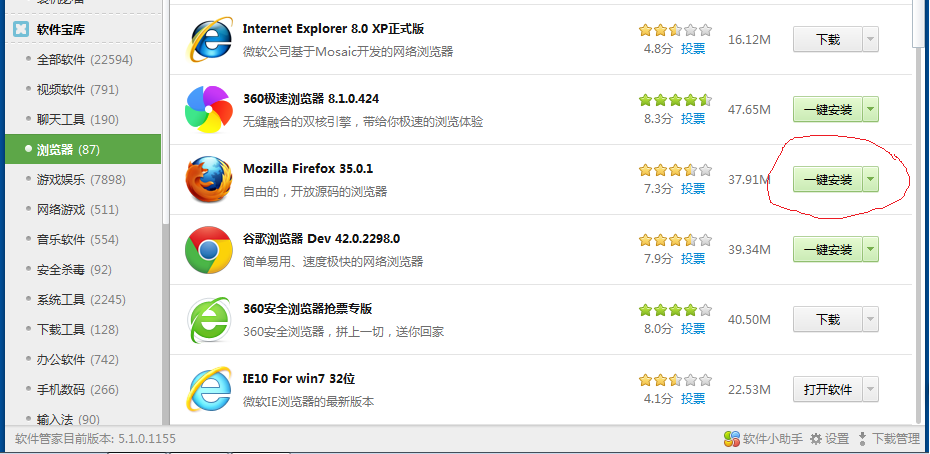 软件宝库
全部软件 (22594)
视频软件 (791)
聊天工具 (190)
浏览器 (87)
游戏娱乐 (7898)
网络游戏 (511)
音乐软件 (554)
安全杀毒 (92)
系统工具 (2245)
下载工具 (128)
办公软件 (742)
手机数码 (266)
输入法 (90)
Internet Explorer 8.0 XP正式版
微软公司基于Mosaic开发的网络浏览器
4.8分 投票
16.12M
下载
360极速浏览器 8.1.0.424
无缝融合的双核引擎，带给你极速的浏览体验
8.3分 投票
47.65M
一键安装
Mozilla Firefox 35.0.1
自由的，开放源码的浏览器
7.3分 投票
37.91M
一键安装
谷歌浏览器 Dev 42.0.2298.0
简单易用、速度极快的网络浏览器
7.9分 投票
39.34M
一键安装
360安全浏览器抢票专版
360安全浏览器，拼上一切，送你回家
8.0分 投票
40.50M
下载
IE10 For win7 32位
微软IE浏览器的最新版本
4.1分 投票
22.53M
打开软件
软件管家目前版本: 5.1.0.1155
软件小助手 设置 下载管理